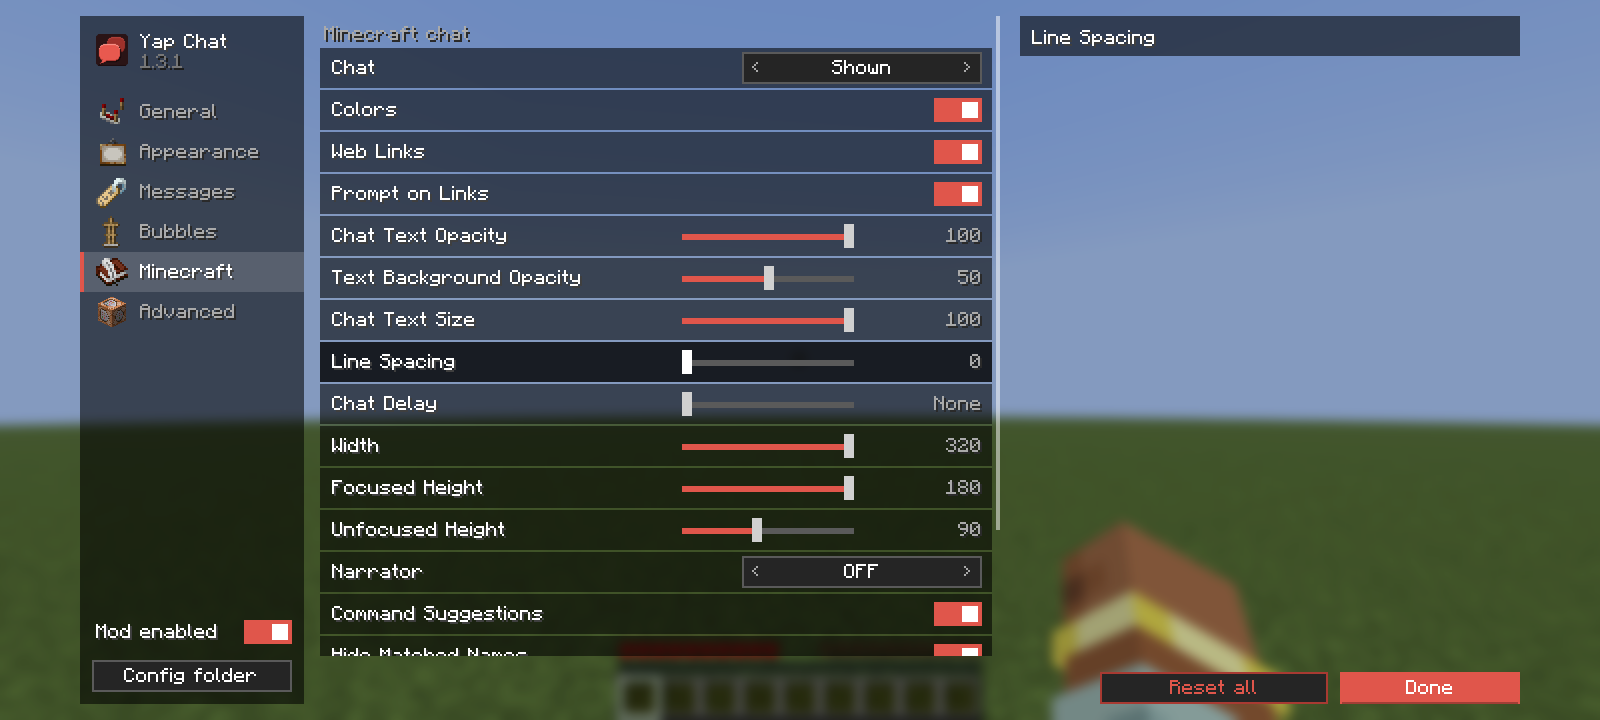 Yap Chat
1.3.1
General
Appearance
Messages
Bubbles
Minecraft
Advanced
Mod enabled
Config folder
Minecraft chat
Chat < Shown >
Colors
Web Links
Prompt on Links
Chat Text Opacity 100
Text Background Opacity 50
Chat Text Size 100
Line Spacing 0
Chat Delay None
Width 320
Focused Height 180
Unfocused Height 90
Narrator < OFF >
Command Suggestions
Hide Matched Names
Line Spacing
Reset all
Done